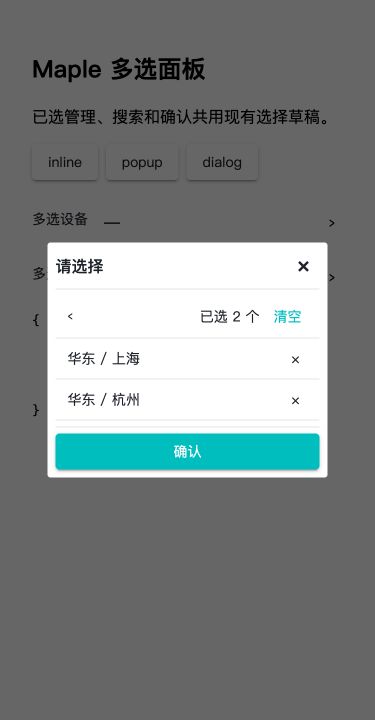 Maple 多选面板
已选管理、搜索和确认共用现有选择草稿。
inline popup dialog
多选设备 — >
请选择 ×
多 >
{
< 已选 2 个 清空
华东 / 上海 ×
华东 / 杭州 ×
}
确认